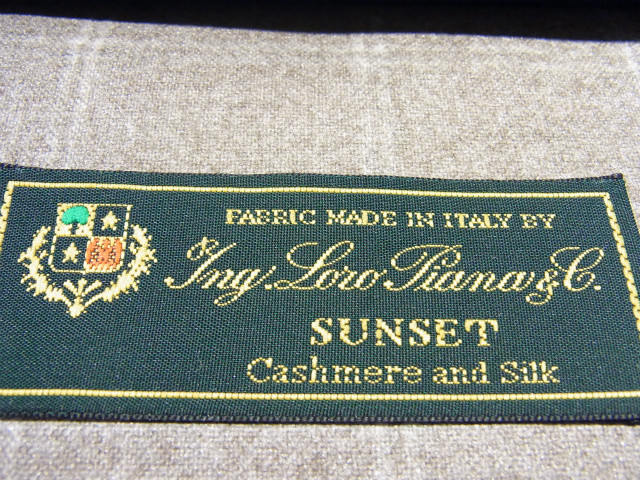 FABRIC MADE IN ITALY BY
Ing. Loro Piana & C.
SUNSET
Cashmere and Silk